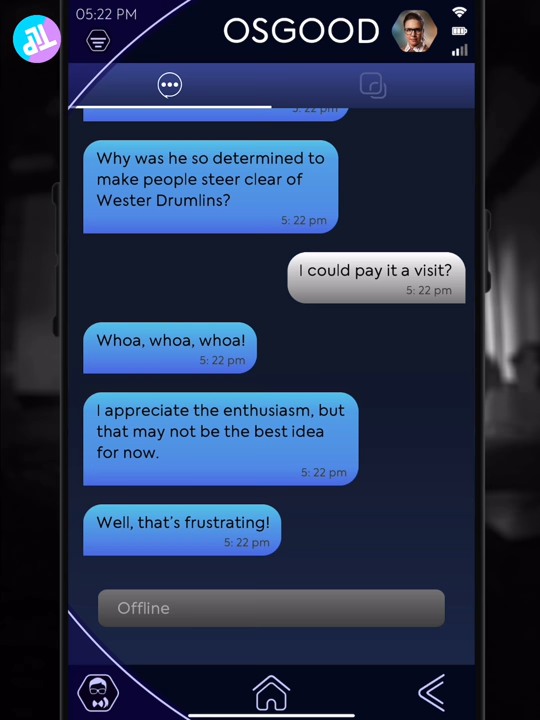 05:22 PM
OSGOOD
5: 22 pm
Why was he so determined to
make people steer clear of
Wester Drumlins?
5: 22 pm
I could pay it a visit?
5: 22 pm
Whoa, whoa, whoa!
5: 22 pm
I appreciate the enthusiasm, but
that may not be the best idea
for now.
5: 22 pm
Well, that's frustrating!
5: 22 pm
Offline